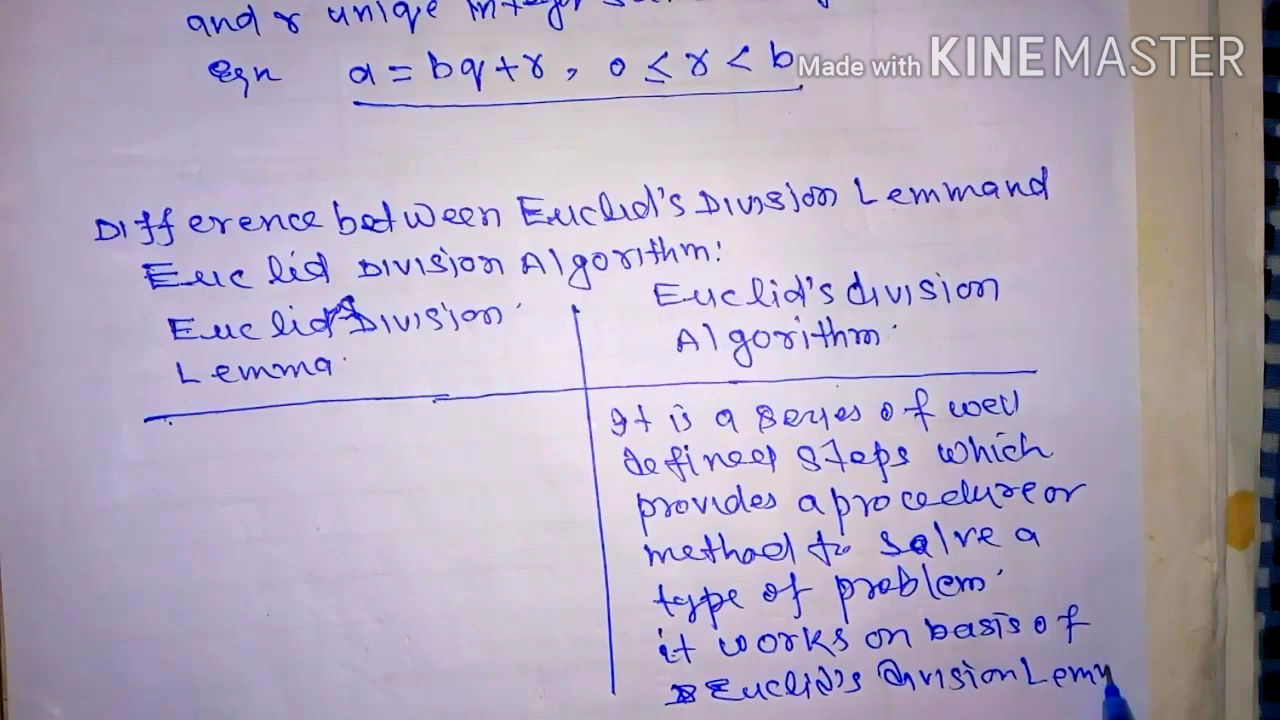 and r unique
eqn a = bq + r, 0 ≤ r < b
Made with KINEMASTER
Difference between Euclid's Division Lemmand
Euclid Division Algorithm:
Euclid's Division
Lemma.
Euclid's division
Algorithm.
It is a series of well
defined steps which
provides a procedure or
method to solve a
type of problem.
it works on basis of
Euclid's division Lemm